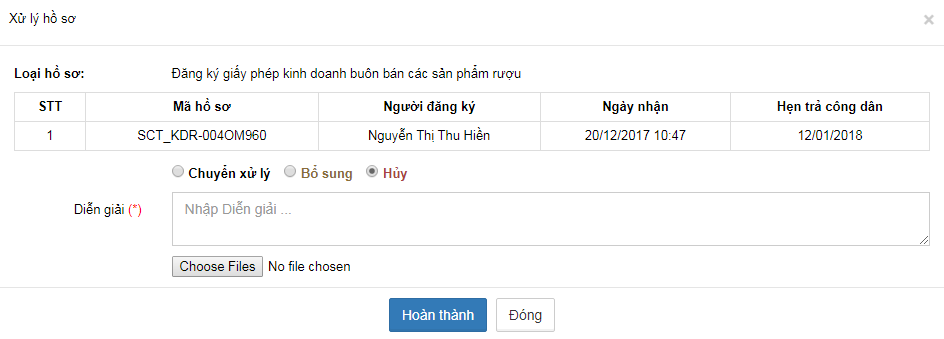 Xử lý hồ sơ ×
Loại hồ sơ: Đăng ký giấy phép kinh doanh buôn bán các sản phẩm rượu
STT Mã hồ sơ Người đăng ký Ngày nhận Hẹn trả công dân
1 SCT_KDR-004OM960 Nguyễn Thị Thu Hiền 20/12/2017 10:47 12/01/2018
Chuyển xử lý Bổ sung Hủy
Diễn giải (*) Nhập Diễn giải ...
Choose Files No file chosen
Hoàn thành Đóng